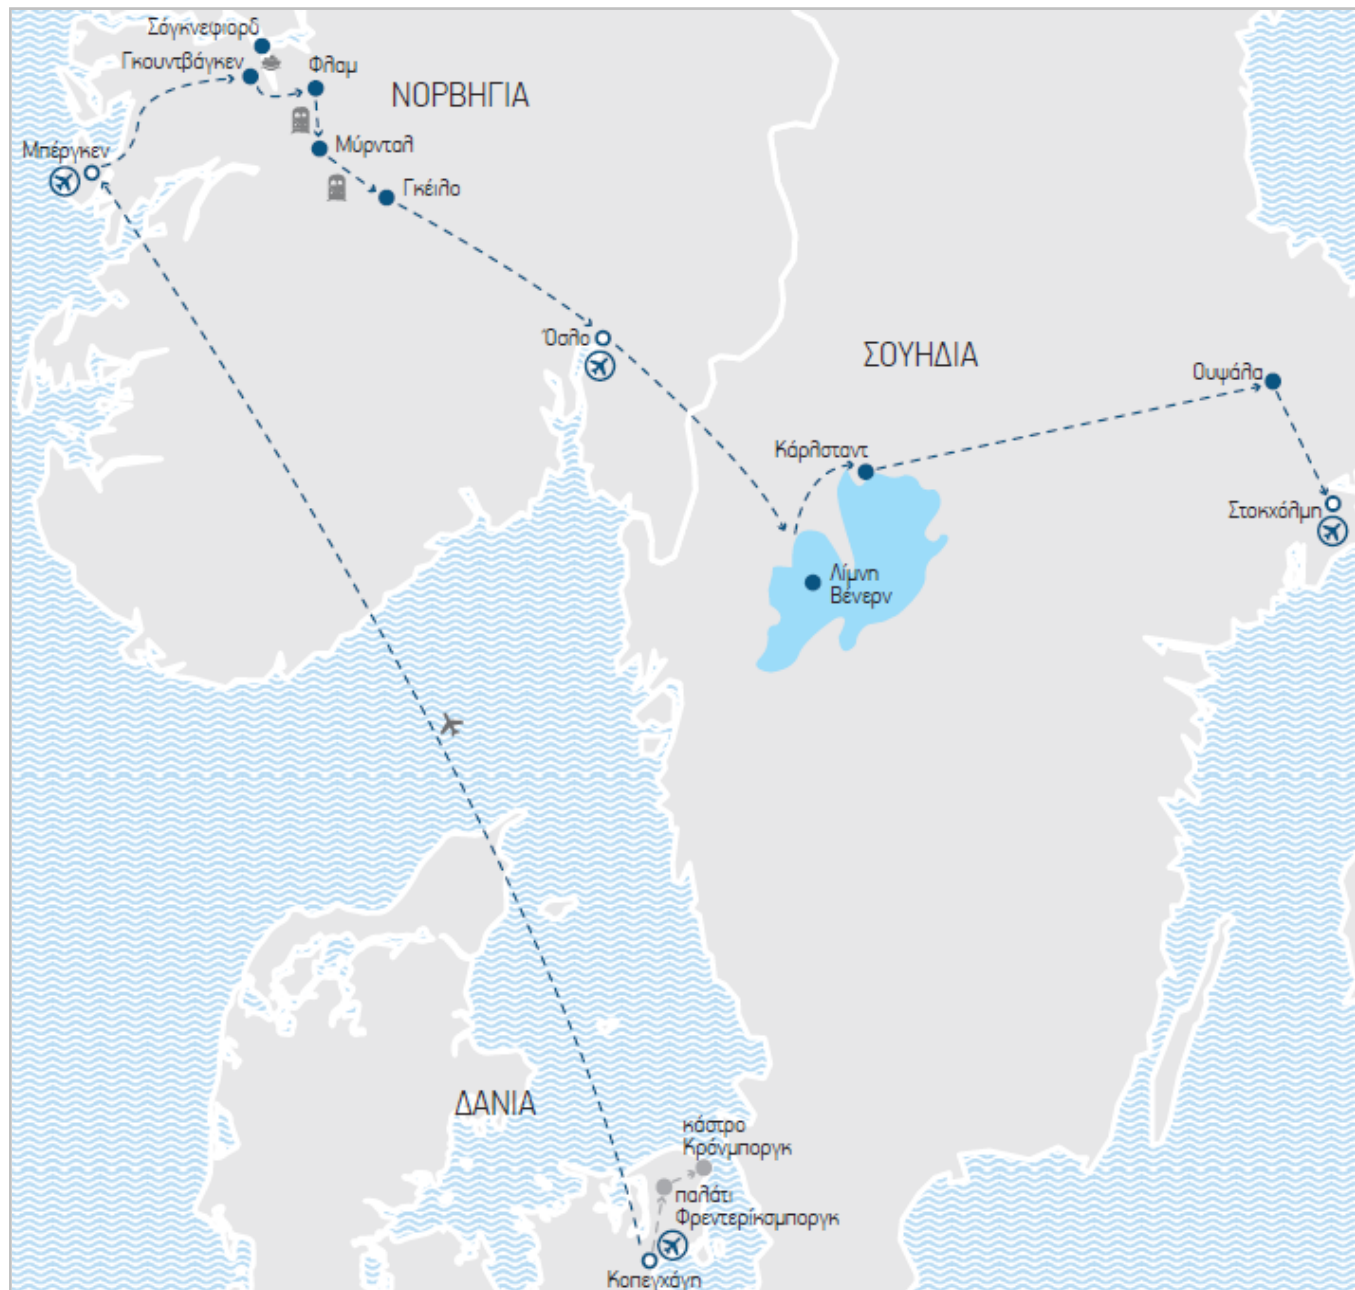 Σόγκνεφιορδ
Γκουντβάγκεν
Φλαμ
ΝΟΡΒΗΓΙΑ
Μπέργκεν
Μύρνταλ
Γκέιλο
Όσλο
ΣΟΥΗΔΙΑ
Ουψάλα
Κάρλσταντ
Στοκχόλμη
Λίμνη
Βένερν
ΔΑΝΙΑ
κάστρο
Κρόνμποργκ
παλάτι
Φρεντερίκσμποργκ
Κοπεγχάγη